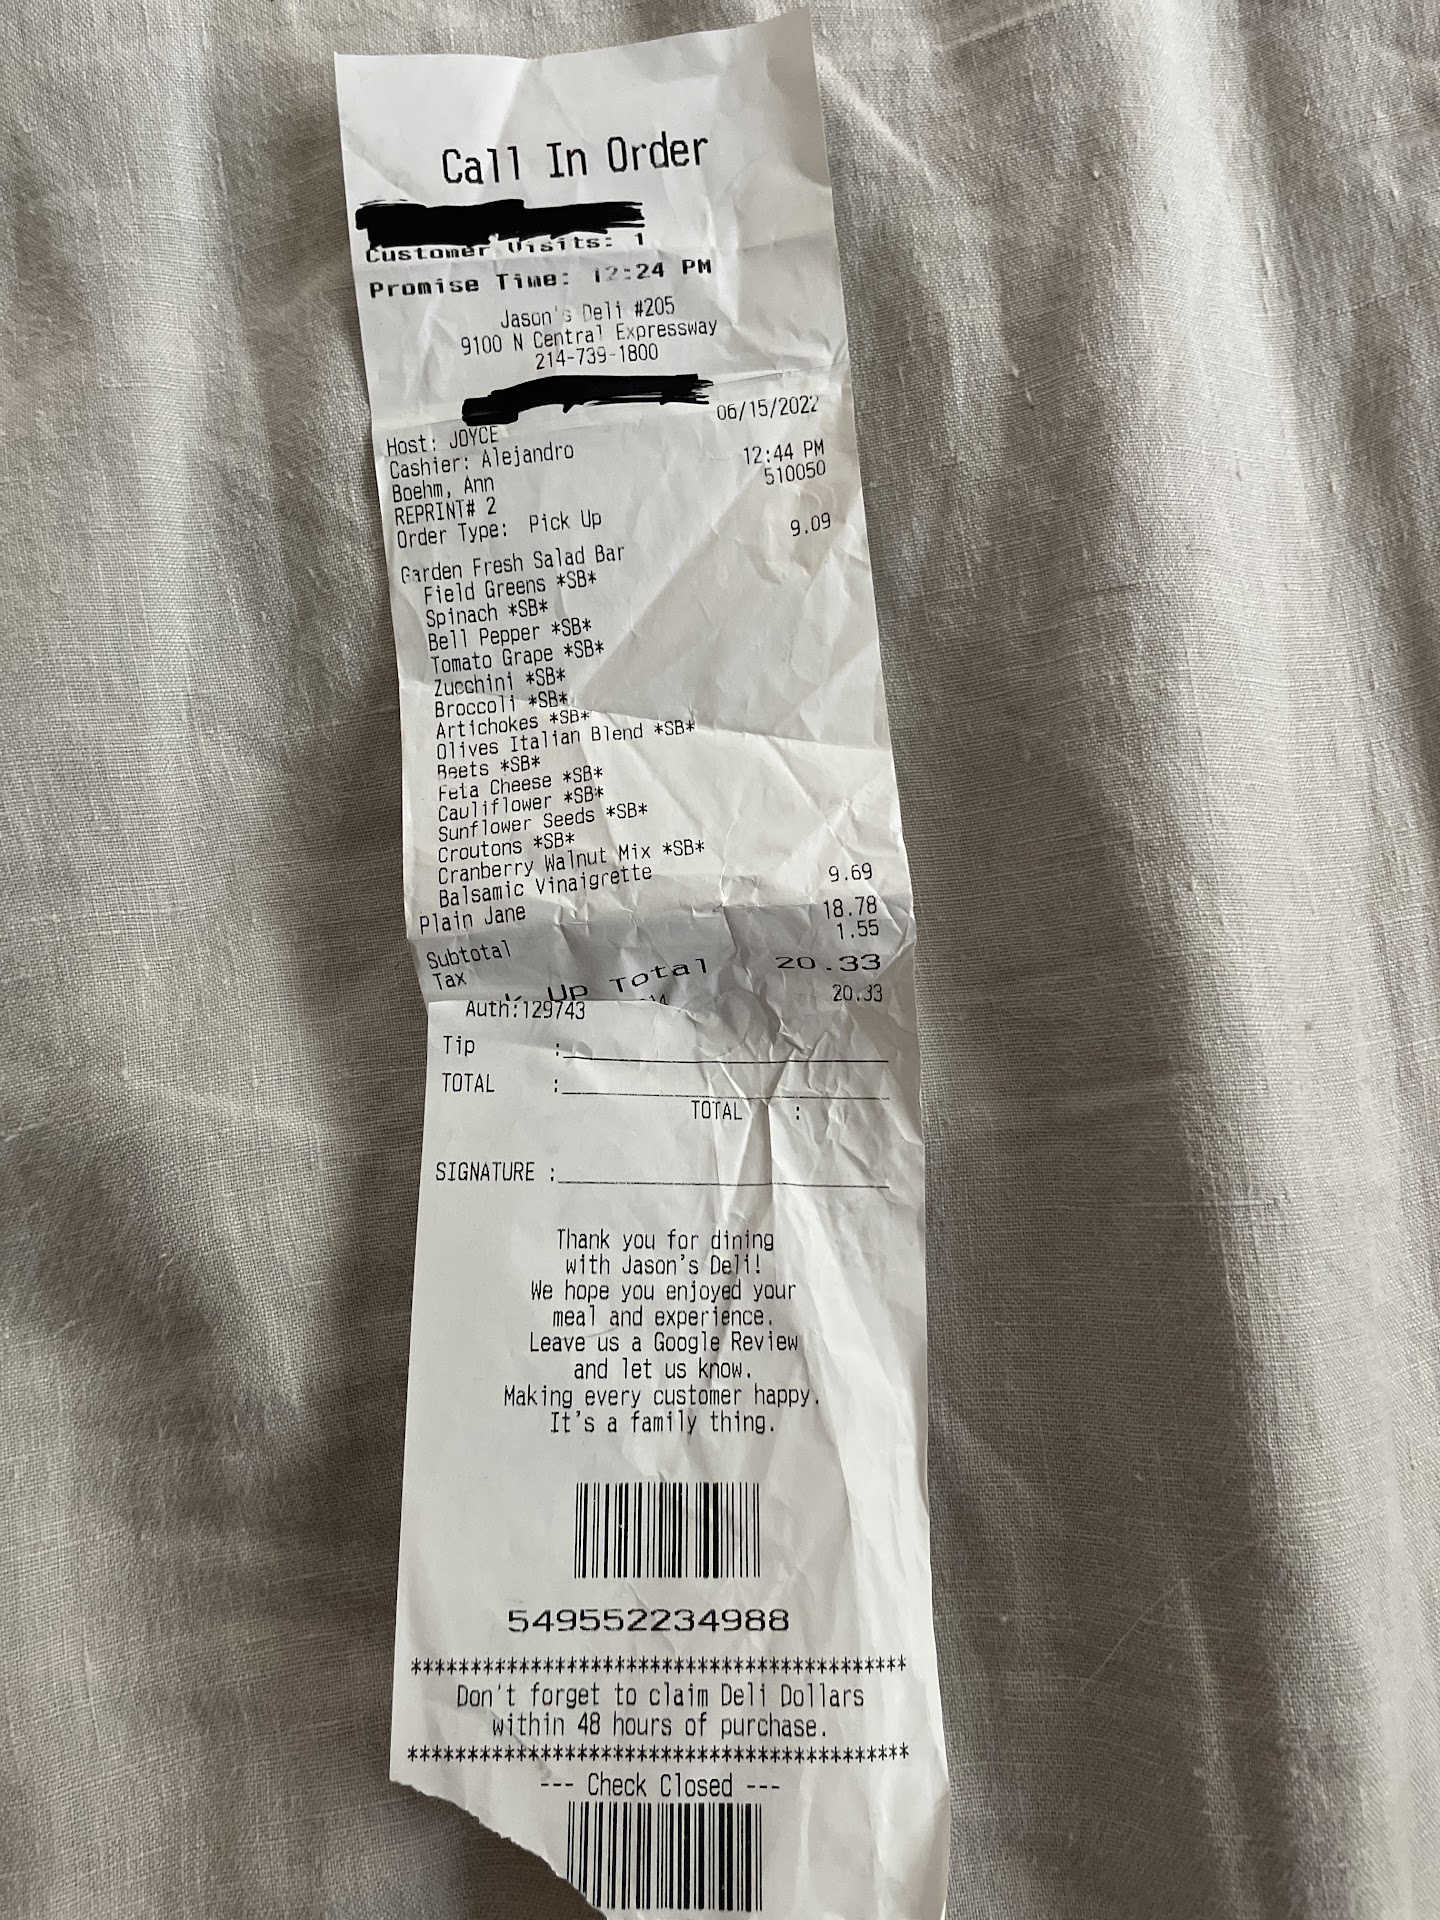 Call In Order
Customer Visits: 1
Promise Time: 12:24 PM
Jason's Deli #205
9100 N Central Expressway
214-739-1800
06/15/2022
Host: JOYCE
Cashier: Alejandro 12:44 PM
Boehm, Ann 510050
REPRINT# 2
Order Type: Pick Up
Garden Fresh Salad Bar 9.09
Field Greens *SB*
Spinach *SB*
Bell Pepper *SB*
Tomato Grape *SB*
Zucchini *SB*
Broccoli *SB*
Artichokes *SB*
Olives Italian Blend *SB*
Beets *SB*
Feta Cheese *SB*
Cauliflower *SB*
Sunflower Seeds *SB*
Croutons *SB*
Cranberry Walnut Mix *SB*
Balsamic Vinaigrette
Plain Jane 9.69
Subtotal 18.78
Tax 1.55
Up Total 20.33
20.33
Auth:129743
Tip :
TOTAL :
TOTAL :
SIGNATURE :
Thank you for dining
with Jason's Deli!
We hope you enjoyed your
meal and experience.
Leave us a Google Review
and let us know.
Making every customer happy.
It's a family thing.
549552234988
******************************************
Don't forget to claim Deli Dollars
within 48 hours of purchase.
******************************************
--- Check Closed ---